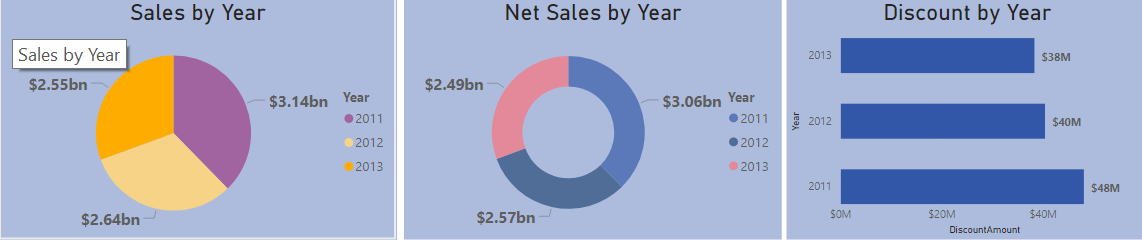 Sales by Year
Sales by Year
$2.55bn
$3.14bn
$2.64bn
Year
2011
2012
2013
Net Sales by Year
$2.49bn
$3.06bn
$2.57bn
Year
2011
2012
2013
Discount by Year
Year
2013
$38M
2012
$40M
2011
$48M
$0M
$20M
$40M
DiscountAmount